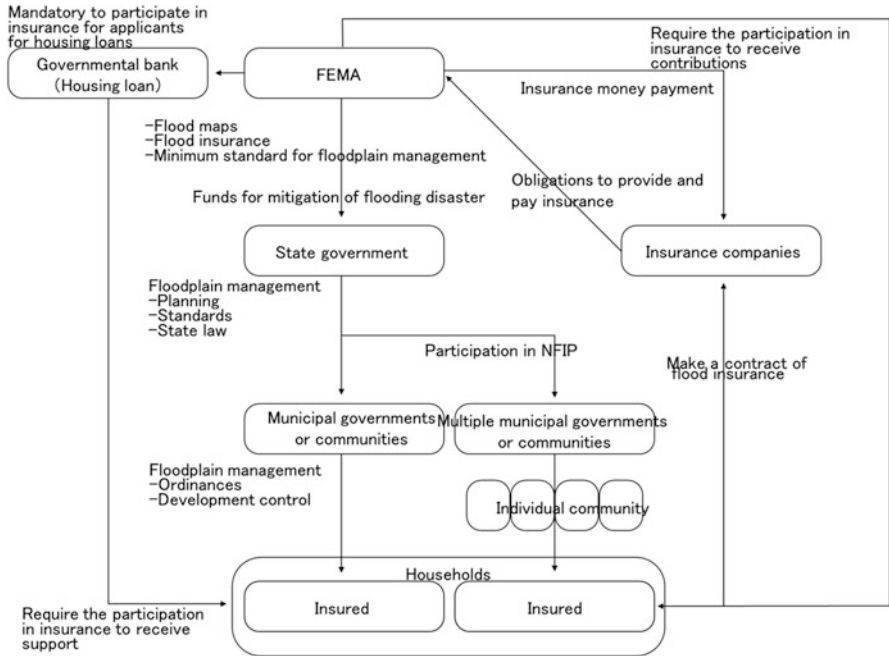 Mandatory to participate in
insurance for applicants
for housing loans
Governmental bank
(Housing loan)
FEMA
Require the participation in
insurance to receive
contributions
Insurance money payment
-Flood maps
-Flood insurance
-Minimum standard for floodplain management
Obligations to provide and
pay insurance
Funds for mitigation of flooding disaster
State government
Insurance companies
Floodplain management
-Planning
-Standards
-State law
Participation in NFIP
Make a contract of
flood insurance
Municipal governments
or communities
Multiple municipal governments
or communities
Floodplain management
-Ordinances
-Development control
Individual community
Households
Insured
Insured
Require the participation
in insurance to receive
support